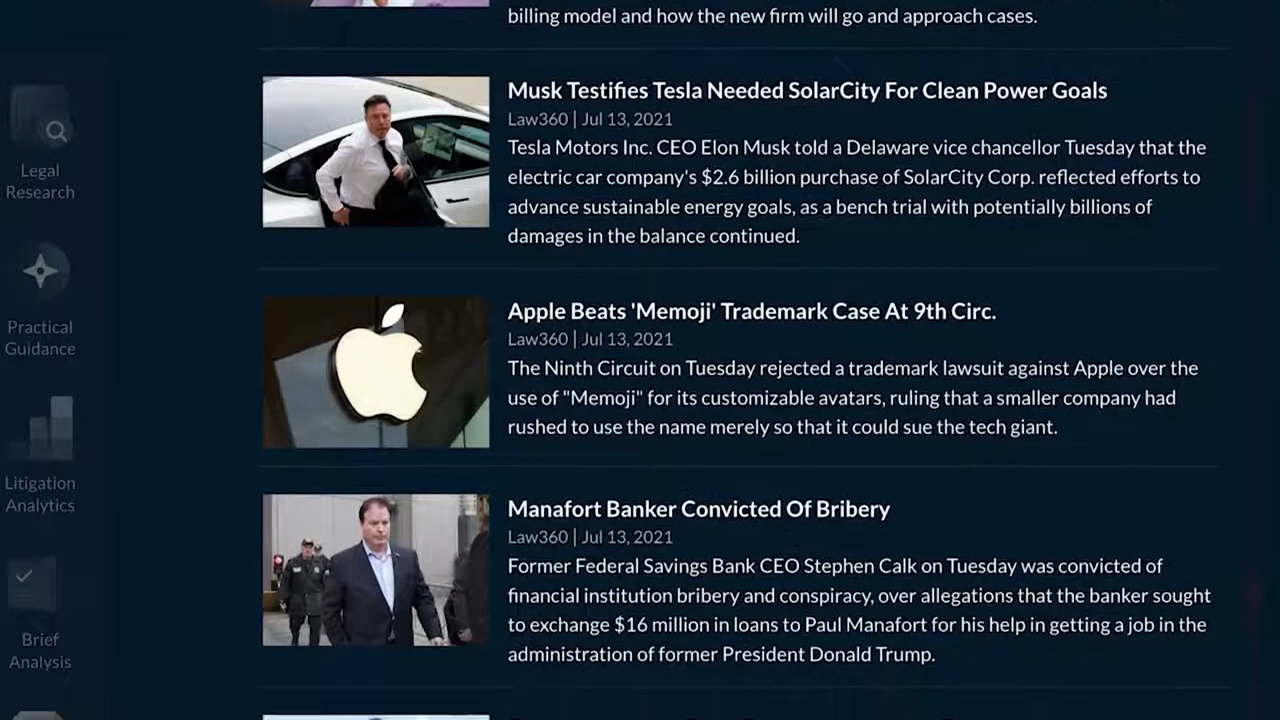 billing model and how the new firm will go and approach cases.
Musk Testifies Tesla Needed SolarCity For Clean Power Goals
Law360 | Jul 13, 2021
Tesla Motors Inc. CEO Elon Musk told a Delaware vice chancellor Tuesday that the
electric car company's $2.6 billion purchase of SolarCity Corp. reflected efforts to
advance sustainable energy goals, as a bench trial with potentially billions of
damages in the balance continued.
Apple Beats 'Memoji' Trademark Case At 9th Circ.
Law360 | Jul 13, 2021
The Ninth Circuit on Tuesday rejected a trademark lawsuit against Apple over the
use of "Memoji" for its customizable avatars, ruling that a smaller company had
rushed to use the name merely so that it could sue the tech giant.
Manafort Banker Convicted Of Bribery
Law360 | Jul 13, 2021
Former Federal Savings Bank CEO Stephen Calk on Tuesday was convicted of
financial institution bribery and conspiracy, over allegations that the banker sought
to exchange $16 million in loans to Paul Manafort for his help in getting a job in the
administration of former President Donald Trump.
Legal
Research
Practical
Guidance
Litigation
Analytics
Brief
Analysis